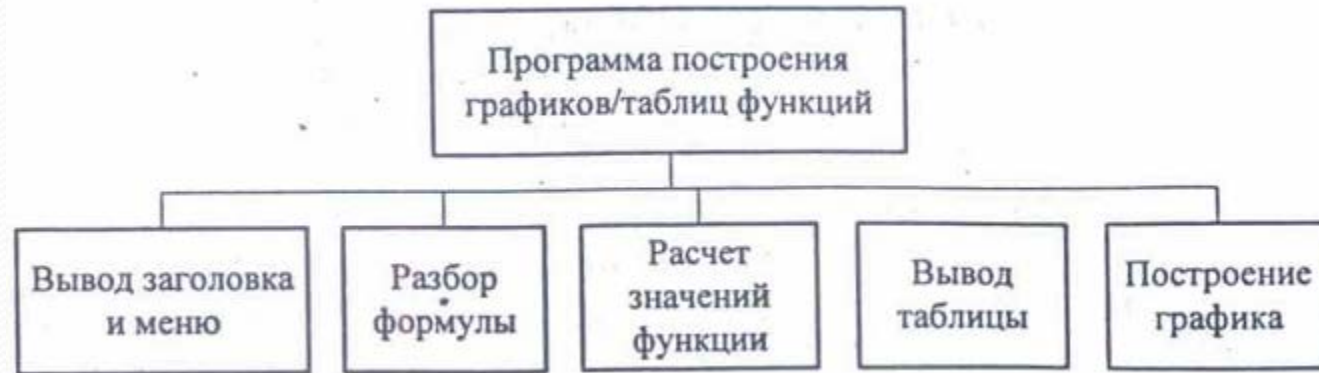 Программа построения
графиков/таблиц функций
Вывод заголовка
и меню
Разбор
формулы
Расчет
значений
функции
Вывод
таблицы
Построение
графика